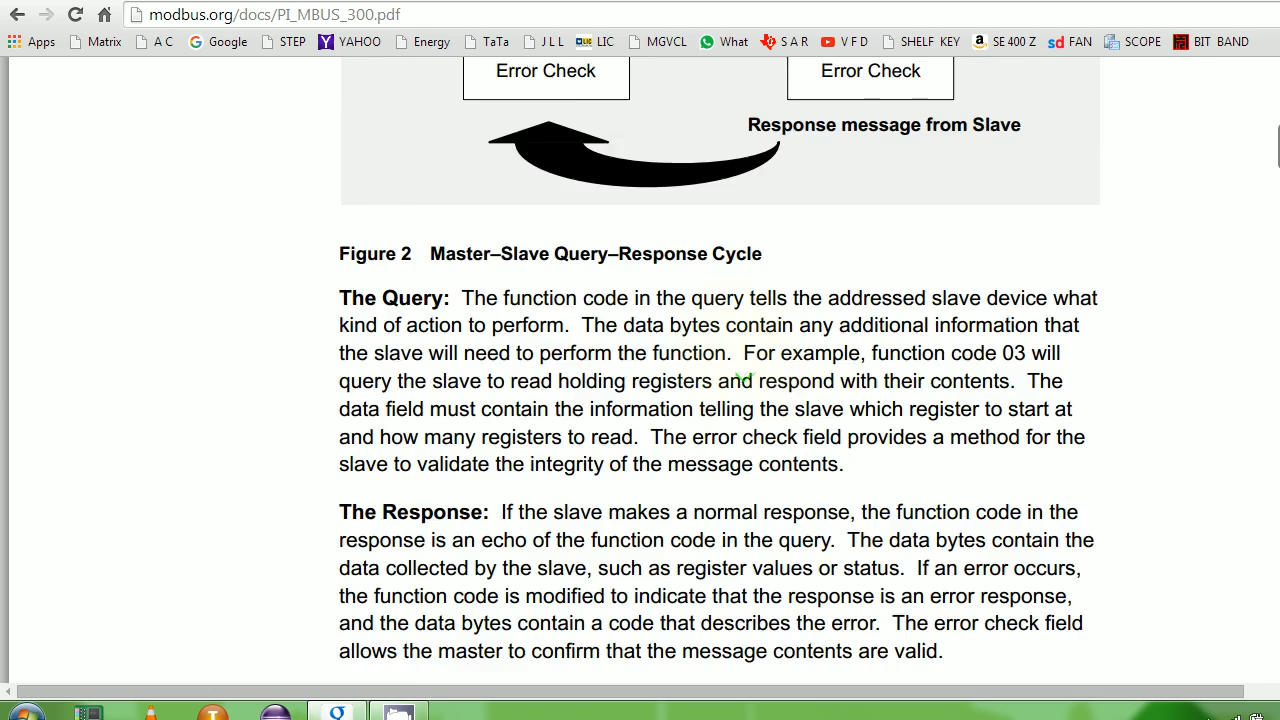 modbus.org/docs/PI_MBUS_300.pdf
Apps Matrix A C Google STEP YAHOO Energy TaTa J L L LIC MGVCL What S A R V F D SHELF KEY SE 400 Z FAN SCOPE BIT BAND
Error Check Error Check
Response message from Slave
Figure 2 Master–Slave Query–Response Cycle
The Query: The function code in the query tells the addressed slave device what
kind of action to perform. The data bytes contain any additional information that
the slave will need to perform the function. For example, function code 03 will
query the slave to read holding registers and respond with their contents. The
data field must contain the information telling the slave which register to start at
and how many registers to read. The error check field provides a method for the
slave to validate the integrity of the message contents.
The Response: If the slave makes a normal response, the function code in the
response is an echo of the function code in the query. The data bytes contain the
data collected by the slave, such as register values or status. If an error occurs,
the function code is modified to indicate that the response is an error response,
and the data bytes contain a code that describes the error. The error check field
allows the master to confirm that the message contents are valid.